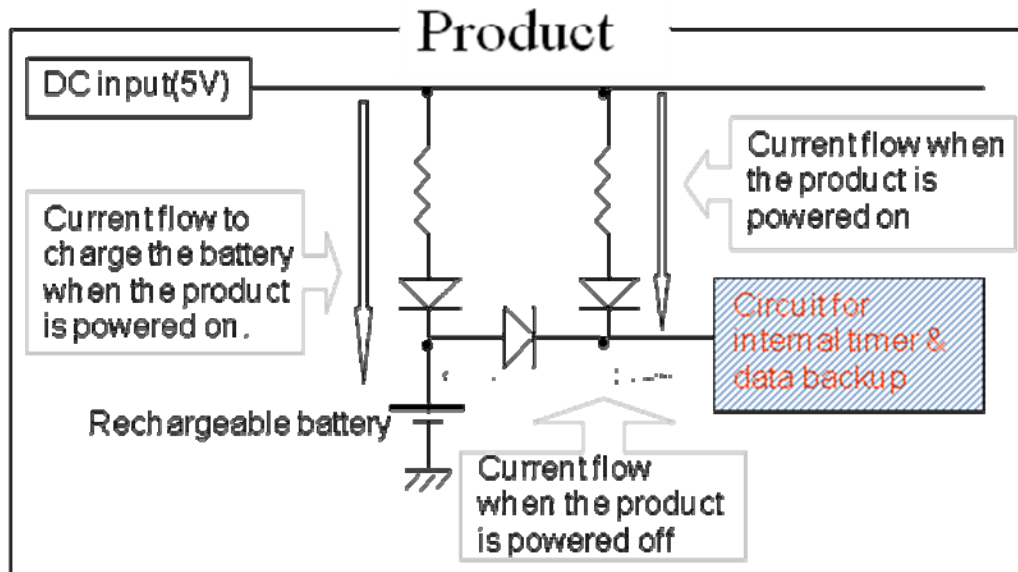 Product
DC input(5V)
Current flow when
the product is
powered on
Current flow to
charge the battery
when the product
is powered on .
Circuit for
internal timer &
data backup
Rechargeable battery
Current flow
when the product
is powered off